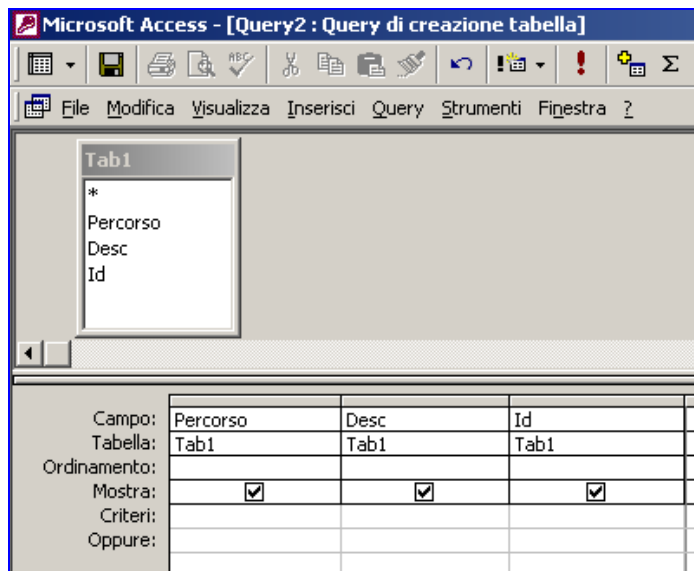 Microsoft Access - [Query2 : Query di creazione tabella]
ABC
Σ
File Modifica Visualizza Inserisci Query Strumenti Finestra ?
Tab1
*
Percorso
Desc
Id
Campo: Percorso Desc Id
Tabella: Tab1 Tab1 Tab1
Ordinamento:
Mostra:
Criteri:
Oppure: